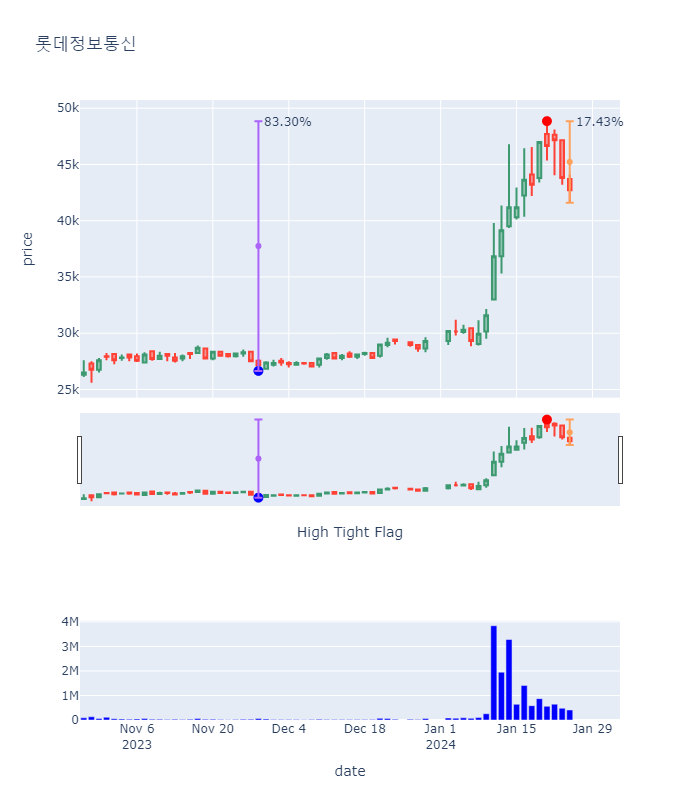 롯데정보통신
50k
45k
40k
35k
30k
25k
price
83.30%
17.43%
High Tight Flag
4M
3M
2M
1M
0
Nov 6
2023
Nov 20
Dec 4
Dec 18
Jan 1
2024
Jan 15
Jan 29
date